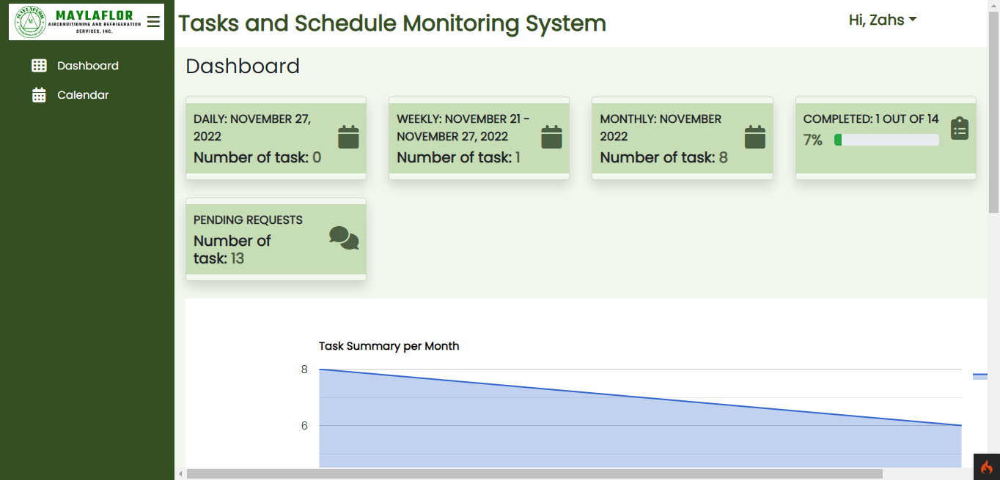 MAYLAFLOR
AIRCONDITIONING AND REFRIGERATION
SERVICES, INC.
Tasks and Schedule Monitoring System
Hi, Zahs
Dashboard
Calendar
Dashboard
DAILY: NOVEMBER 27,
2022
Number of task: 0
WEEKLY: NOVEMBER 21 -
NOVEMBER 27, 2022
Number of task: 1
MONTHLY: NOVEMBER
2022
Number of task: 8
COMPLETED: 1 OUT OF 14
7%
PENDING REQUESTS
Number of
task: 13
Task Summary per Month
8
6